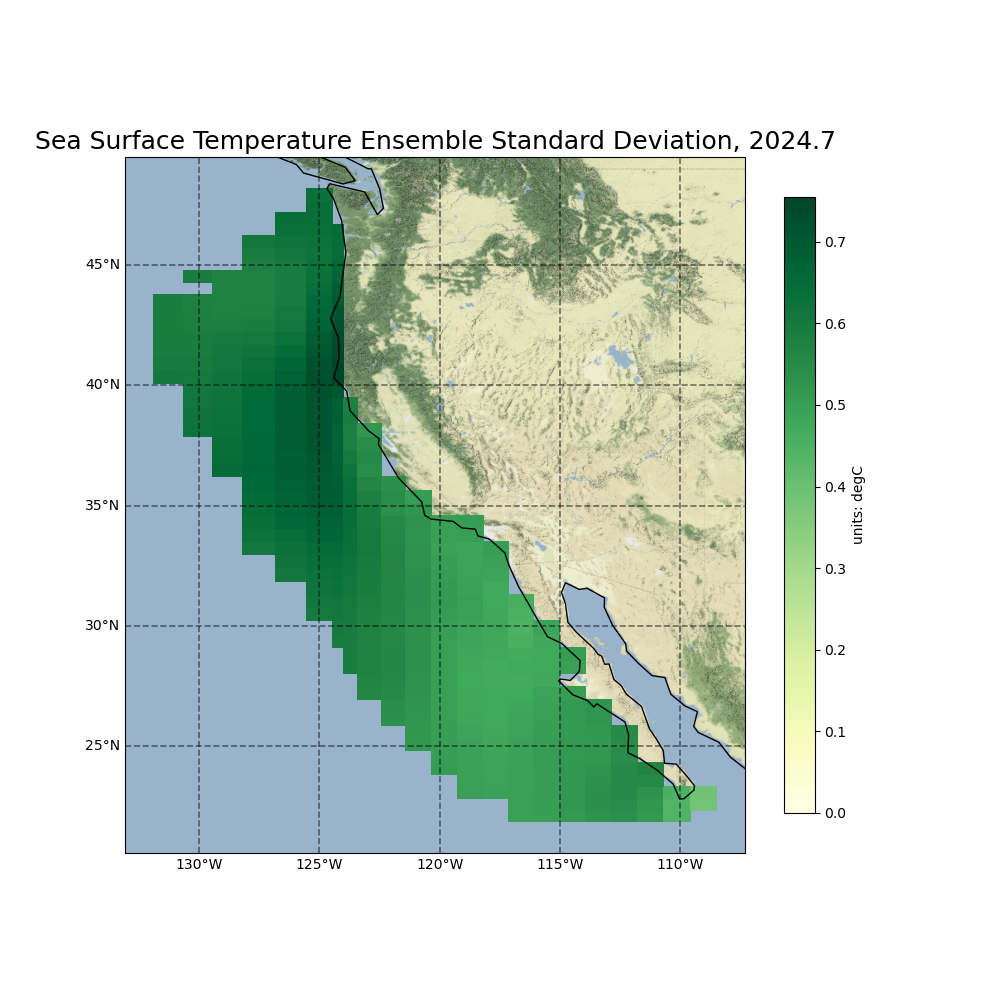 Sea Surface Temperature Ensemble Standard Deviation, 2024.7
45°N
40°N
35°N
30°N
25°N
130°W
125°W
120°W
115°W
110°W
0.7
0.6
0.5
0.4
0.3
0.2
0.1
0.0
units: degC